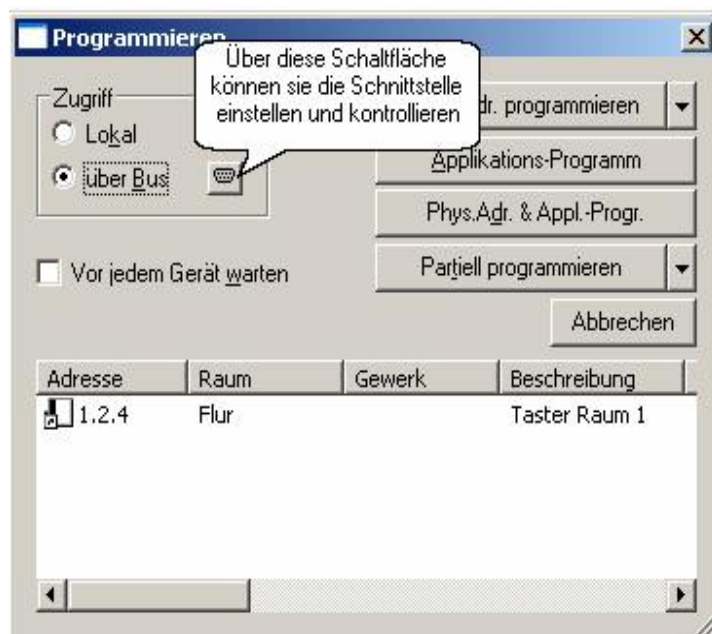 Programmieren
Über diese Schaltfläche
können sie die Schnittstelle
einstellen und kontrollieren
Zugriff
Lokal
über Bus
Vor jedem Gerät warten
dr. programmieren
Applikations-Programm
Phys.Adr. & Appl.-Progr.
Partiell programmieren
Abbrechen
Adresse Raum Gewerk Beschreibung
1.2.4 Flur Taster Raum 1